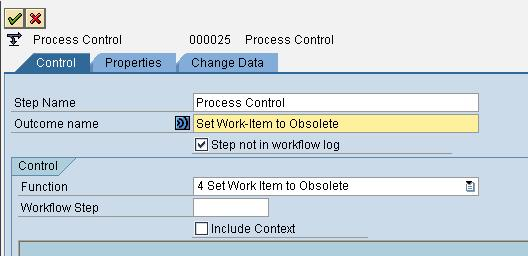 Process Control 000025 Process Control
Control Properties Change Data
Step Name Process Control
Outcome name Set Work-Item to Obsolete
Step not in workflow log
Control
Function 4 Set Work Item to Obsolete
Workflow Step
Include Context